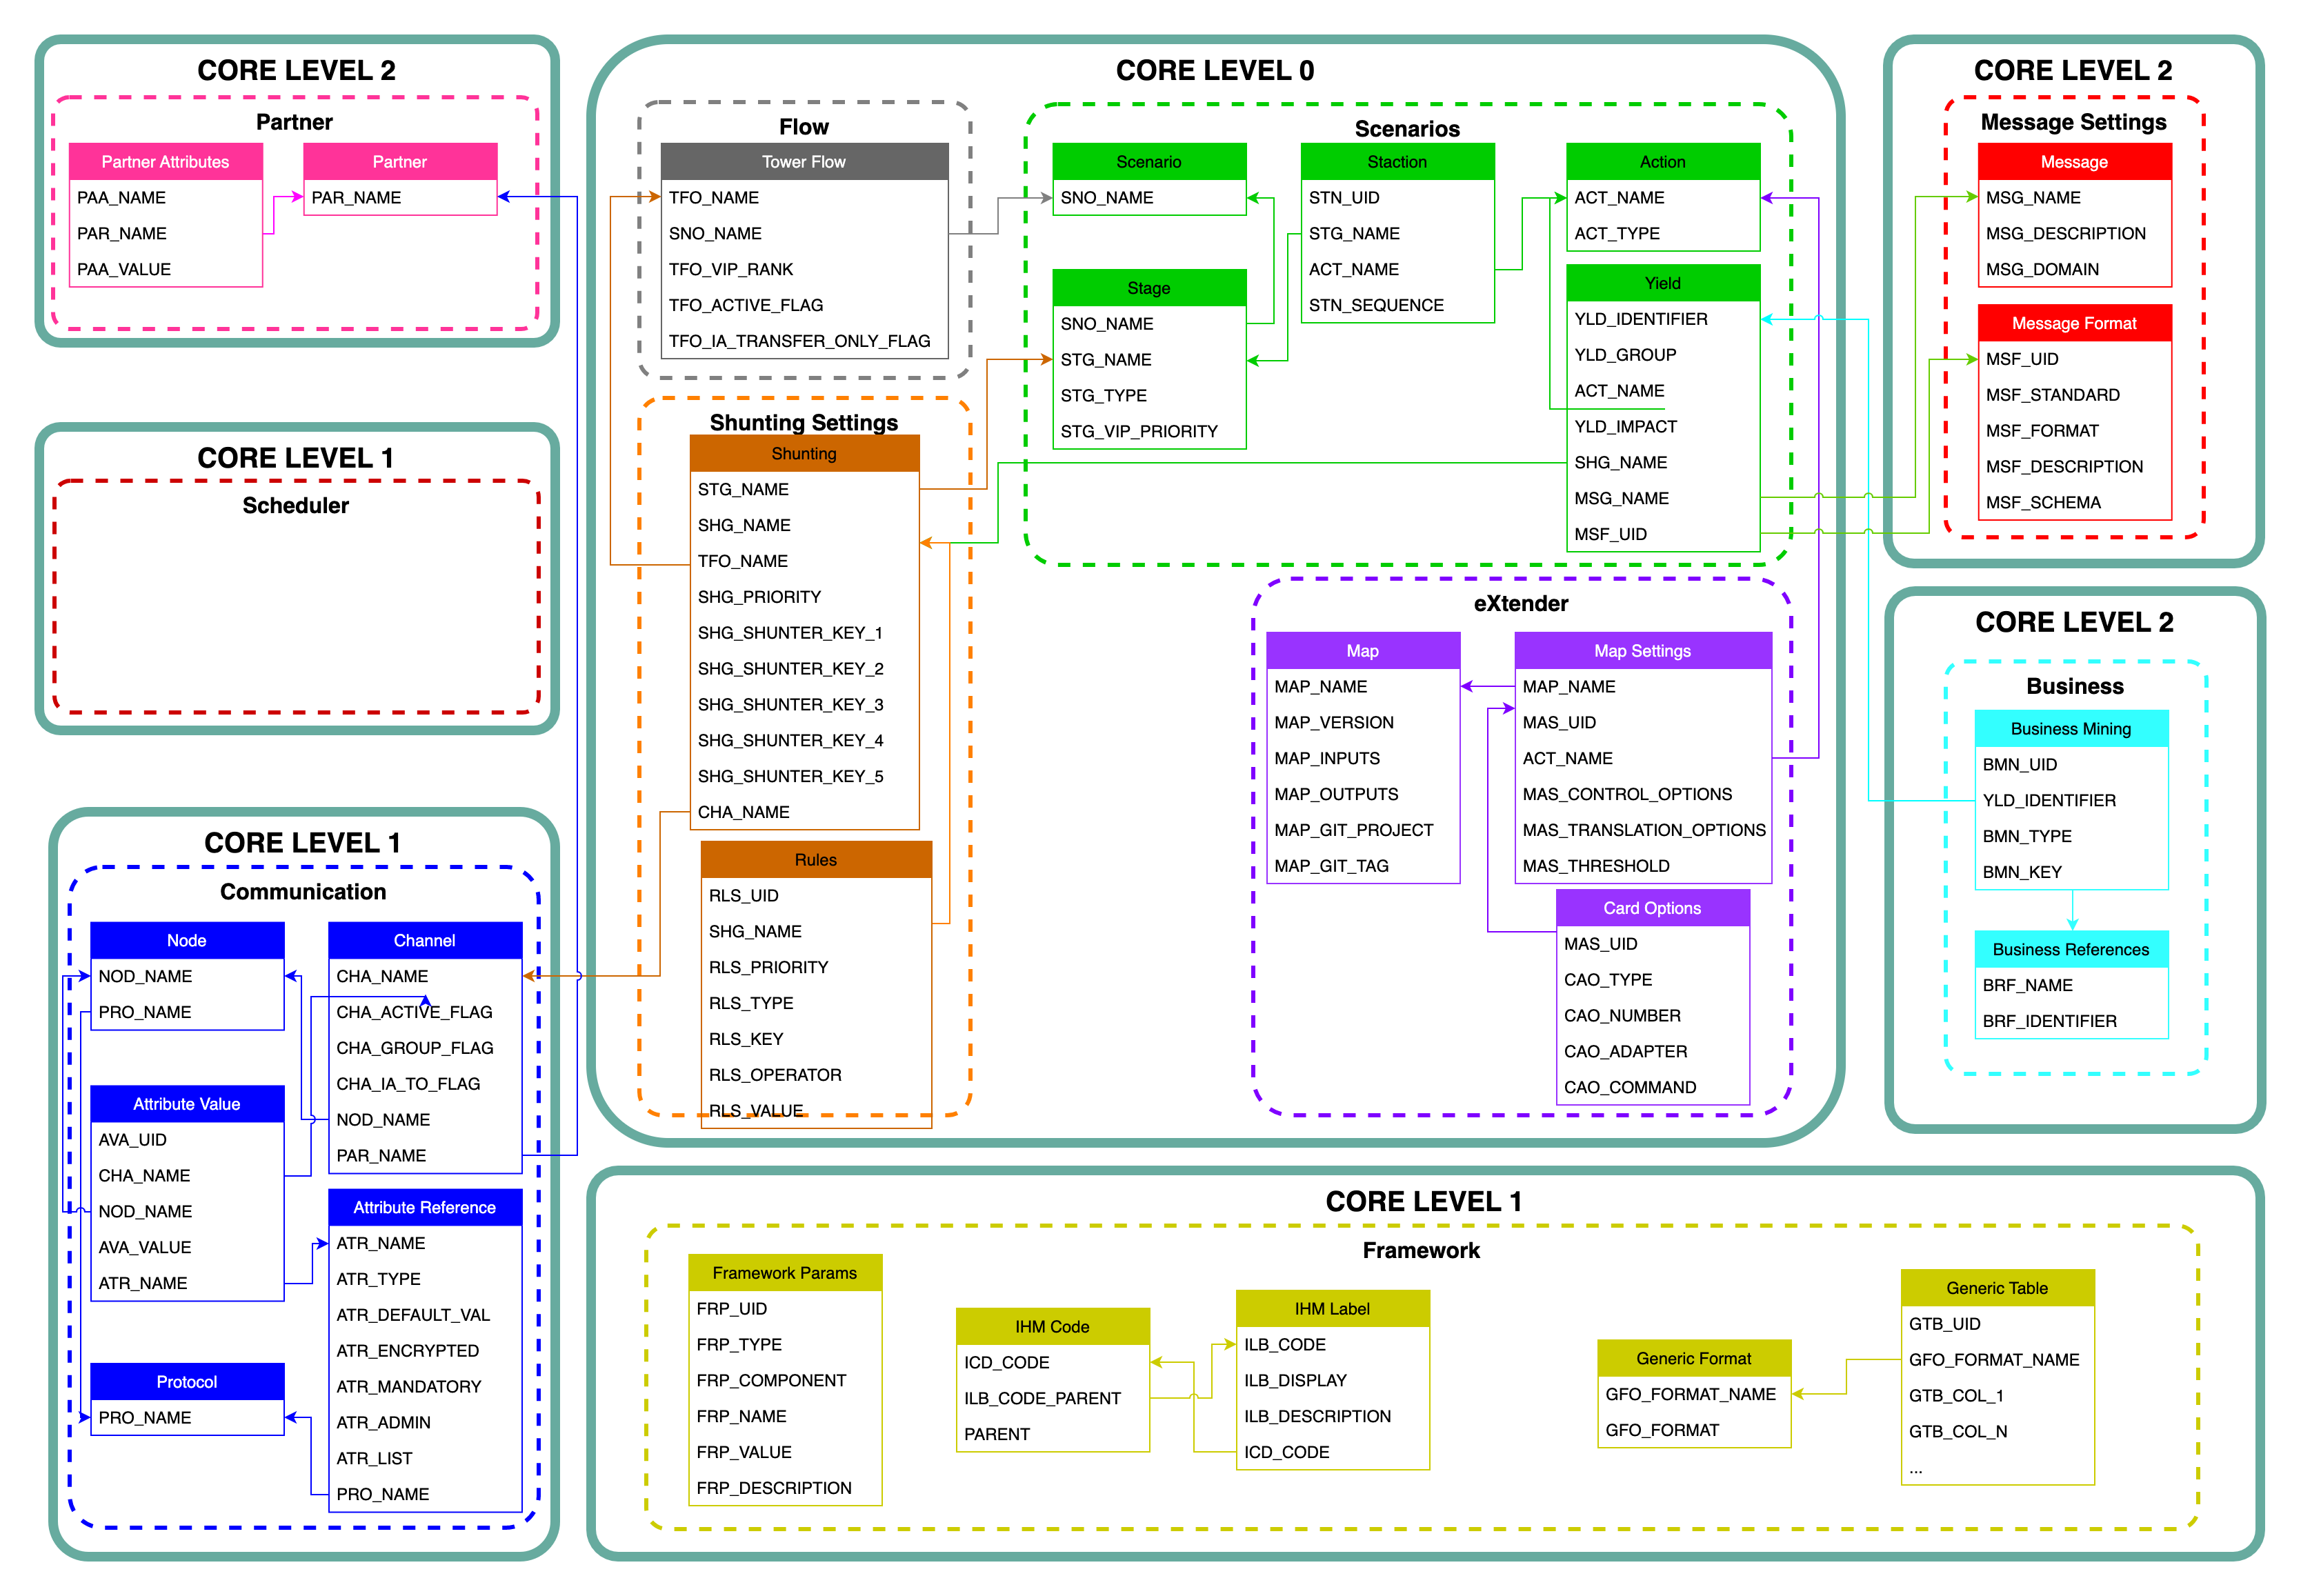 CORE LEVEL 2
Partner
Partner Attributes
PAA_NAME
PAR_NAME
PAA_VALUE
Partner
PAR_NAME
CORE LEVEL 1
Scheduler
CORE LEVEL 1
Communication
Node
NOD_NAME
PRO_NAME
Channel
CHA_NAME
CHA_ACTIVE_FLAG
CHA_GROUP_FLAG
CHA_IA_TO_FLAG
NOD_NAME
PAR_NAME
Attribute Value
AVA_UID
CHA_NAME
NOD_NAME
AVA_VALUE
ATR_NAME
Attribute Reference
ATR_NAME
ATR_TYPE
ATR_DEFAULT_VAL
ATR_ENCRYPTED
ATR_MANDATORY
ATR_ADMIN
ATR_LIST
PRO_NAME
Protocol
PRO_NAME
CORE LEVEL 0
Flow
Tower Flow
TFO_NAME
SNO_NAME
TFO_VIP_RANK
TFO_ACTIVE_FLAG
TFO_IA_TRANSFER_ONLY_FLAG
Shunting Settings
Shunting
STG_NAME
SHG_NAME
TFO_NAME
SHG_PRIORITY
SHG_SHUNTER_KEY_1
SHG_SHUNTER_KEY_2
SHG_SHUNTER_KEY_3
SHG_SHUNTER_KEY_4
SHG_SHUNTER_KEY_5
CHA_NAME
Rules
RLS_UID
SHG_NAME
RLS_PRIORITY
RLS_TYPE
RLS_KEY
RLS_OPERATOR
RLS_VALUE
Scenarios
Scenario
SNO_NAME
Stage
SNO_NAME
STG_NAME
STG_TYPE
STG_VIP_PRIORITY
Staction
STN_UID
STG_NAME
ACT_NAME
STN_SEQUENCE
Action
ACT_NAME
ACT_TYPE
Yield
YLD_IDENTIFIER
YLD_GROUP
ACT_NAME
YLD_IMPACT
SHG_NAME
MSG_NAME
MSF_UID
eXtender
Map
MAP_NAME
MAP_VERSION
MAP_INPUTS
MAP_OUTPUTS
MAP_GIT_PROJECT
MAP_GIT_TAG
Map Settings
MAP_NAME
MAS_UID
ACT_NAME
MAS_CONTROL_OPTIONS
MAS_TRANSLATION_OPTIONS
MAS_THRESHOLD
Card Options
MAS_UID
CAO_TYPE
CAO_NUMBER
CAO_ADAPTER
CAO_COMMAND
CORE LEVEL 2
Message Settings
Message
MSG_NAME
MSG_DESCRIPTION
MSG_DOMAIN
Message Format
MSF_UID
MSF_STANDARD
MSF_FORMAT
MSF_DESCRIPTION
MSF_SCHEMA
CORE LEVEL 2
Business
Business Mining
BMN_UID
YLD_IDENTIFIER
BMN_TYPE
BMN_KEY
Business References
BRF_NAME
BRF_IDENTIFIER
CORE LEVEL 1
Framework
Framework Params
FRP_UID
FRP_TYPE
FRP_COMPONENT
FRP_NAME
FRP_VALUE
FRP_DESCRIPTION
IHM Code
ICD_CODE
ILB_CODE_PARENT
PARENT
IHM Label
ILB_CODE
ILB_DISPLAY
ILB_DESCRIPTION
ICD_CODE
Generic Format
GFO_FORMAT_NAME
GFO_FORMAT
Generic Table
GTB_UID
GFO_FORMAT_NAME
GTB_COL_1
GTB_COL_N
...